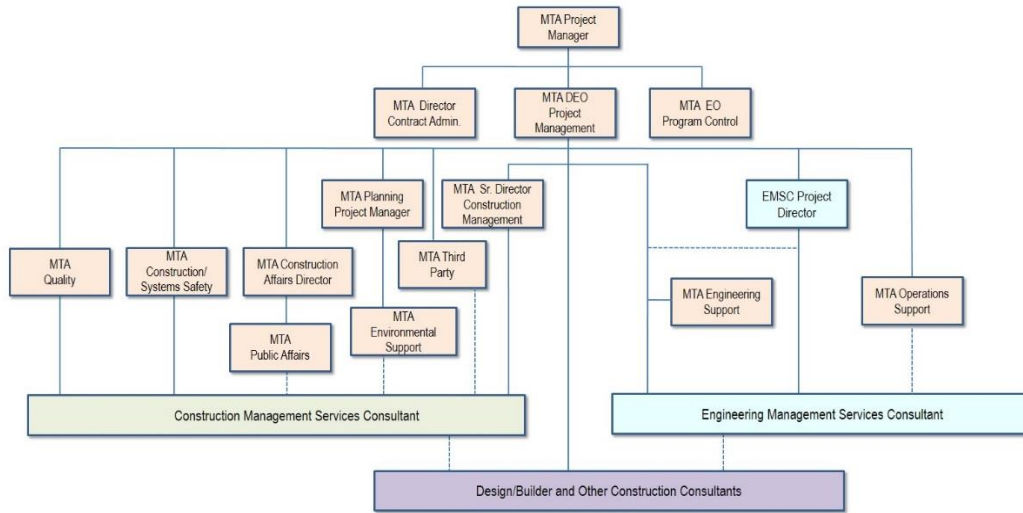 MTA Project
Manager
MTA Director
Contract Admin.
MTA DEO
Project
Management
MTA EO
Program Control
MTA Planning
Project Manager
MTA Sr. Director
Construction
Management
EMSC Project
Director
MTA
Quality
MTA
Construction/
Systems Safety
MTA Construction
Affairs Director
MTA Third
Party
MTA Engineering
Support
MTA Operations
Support
MTA
Public Affairs
MTA
Environmental
Support
Construction Management Services Consultant
Engineering Management Services Consultant
Design/Builder and Other Construction Consultants